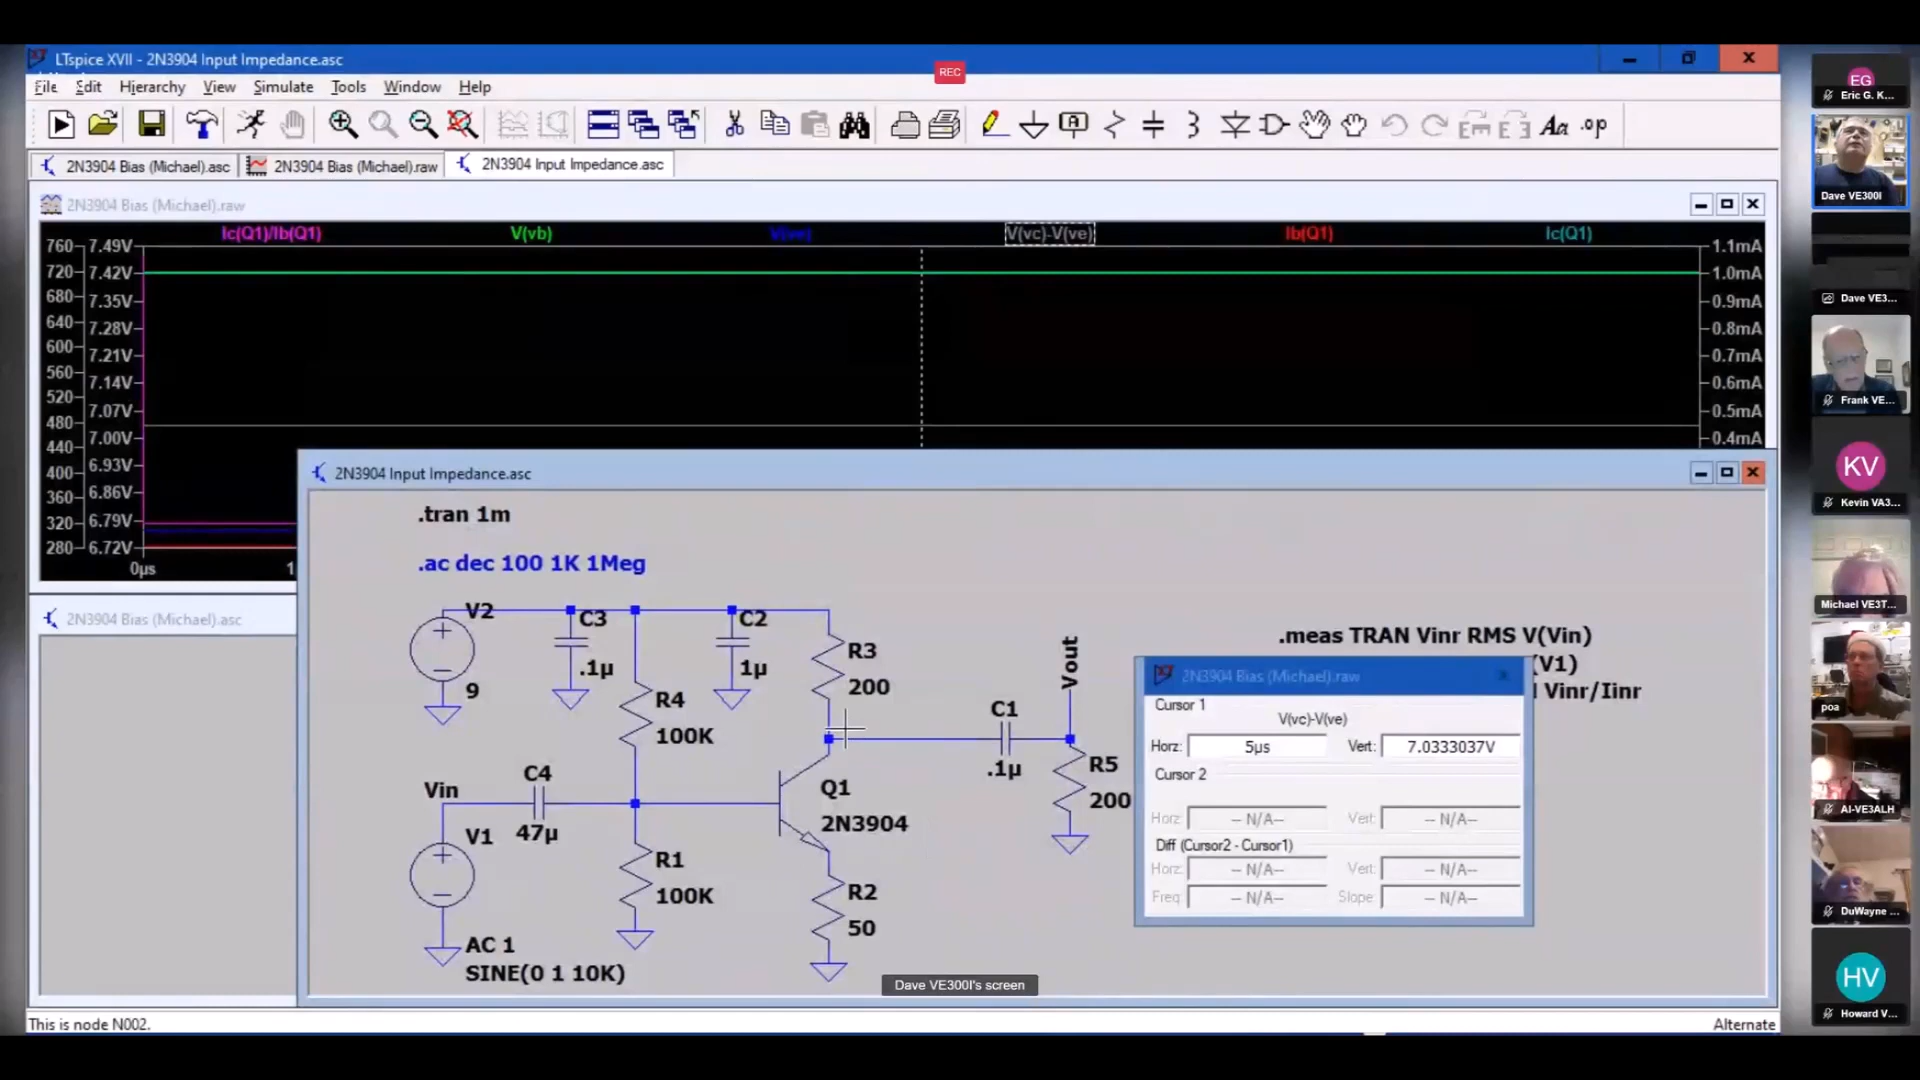 LTspice XVII - 2N3904 Input Impedance.asc
REC
File Edit Hierarchy View Simulate Tools Window Help
Aa .op
2N3904 Bias (Michael).asc 2N3904 Bias (Michael).raw 2N3904 Input Impedance.asc
2N3904 Bias (Michael).raw
Ic(Q1)/Ib(Q1) V(vb) V(ve) V(vc)-V(ve) Ib(Q1) Ic(Q1)
760 7.49V 1.1mA
720 7.42V 1.0mA
680 7.35V 0.9mA
640 7.28V 0.8mA
600 7.21V 0.7mA
560 7.14V 0.6mA
520 7.07V 0.5mA
480 7.00V 0.4mA
440
400 6.93V
360 6.86V
320 6.79V
280 6.72V
0µs
2N3904 Input Impedance.asc
.tran 1m
.ac dec 100 1K 1Meg
2N3904 Bias (Michael).asc
V2 C3 C2
.1µ 1µ
9
R3
200
R4
100K
Vout
C1
.1µ
R5
200
Vin
C4
47µ
V1
Q1
2N3904
R1
100K
R2
50
AC 1
SINE(0 1 10K)
.meas TRAN Vinr RMS V(Vin)
(V1)
Vinr/Iinr
2N3904 Bias (Michael).raw
Cursor 1
V(vc)-V(ve)
Horz: 5µs Vert: 7.0333037V
Cursor 2
Horz: -- N/A-- Vert: -- N/A--
Diff (Cursor2 - Cursor1)
Horz: -- N/A-- Vert: -- N/A--
Freq: -- N/A-- Slope: -- N/A--
Dave VE3OOI's screen
This is node N002. Alternate
EG
Eric G. K...
Dave VE3OOI
Dave VE3...
Frank VE...
KV
Kevin VA3...
Michael VE3T...
poa
Al-VE3ALH
DuWayne ...
HV
Howard V...